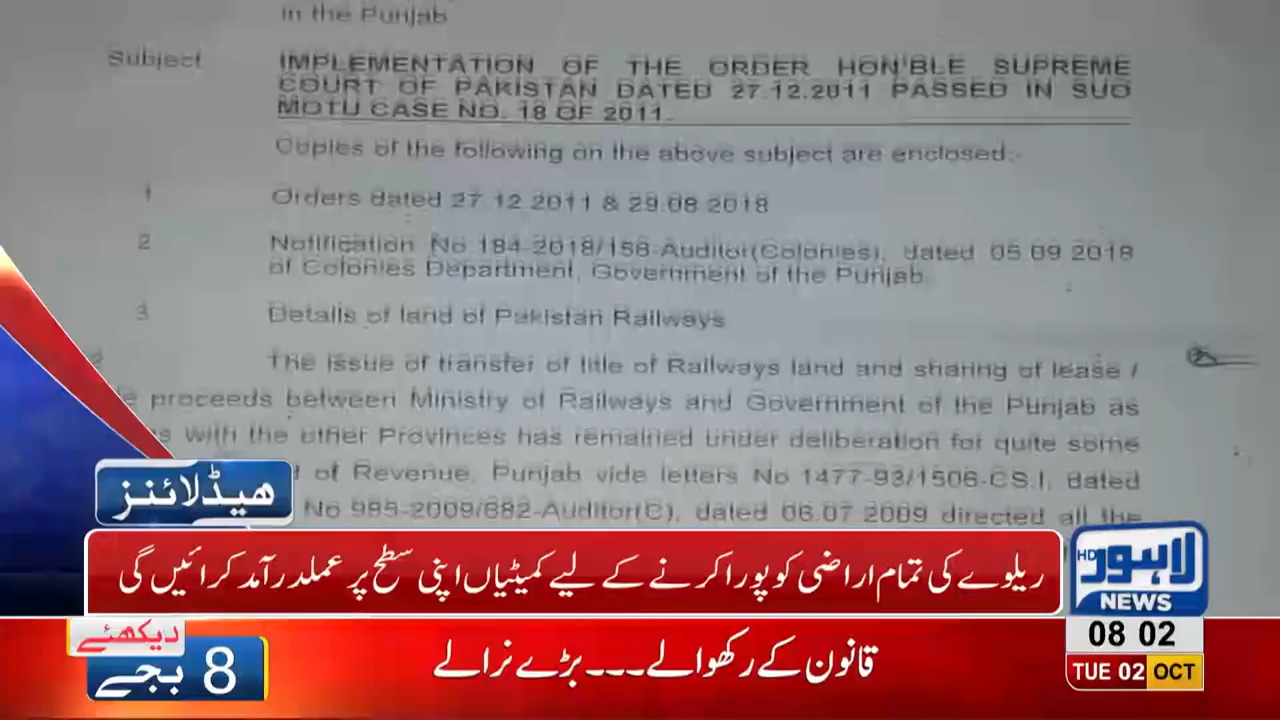 in the Punjab
Subject
IMPLEMENTATION OF THE ORDER HON'BLE SUPREME
COURT OF PAKISTAN DATED 27.12.2011 PASSED IN SUO
MOTU CASE NO. 18 OF 2011.
Copies of the following on the above subject are enclosed:-
1 Orders dated 27.12.2011 & 29.08.2018
2 Notification No.184-2018/158-Auditor(Colonies), dated 05.09.2018
of Colonies Department, Government of the Punjab.
3 Details of land of Pakistan Railways
2 The issue of transfer of title of Railways land and sharing of lease /
proceeds between Ministry of Railways and Government of the Punjab as
with the other Provinces has remained under deliberation for quite some
of Revenue, Punjab vide letters No 1477-93/1506-CS.I, dated
No 985-2009/882-Auditor(C), dated 06.07.2009 directed all the
ہیڈلائنز
ریلوے کی تمام اراضی کو پورا کرنے کے لیے کمیٹیاں اپنی سطح پر عملدرآمد کرائیں گی
لاہور
HD
NEWS
دیکھئے
8 بجے
قانون کے رکھوالے۔۔۔بڑے نرالے
08 02
TUE 02 OCT